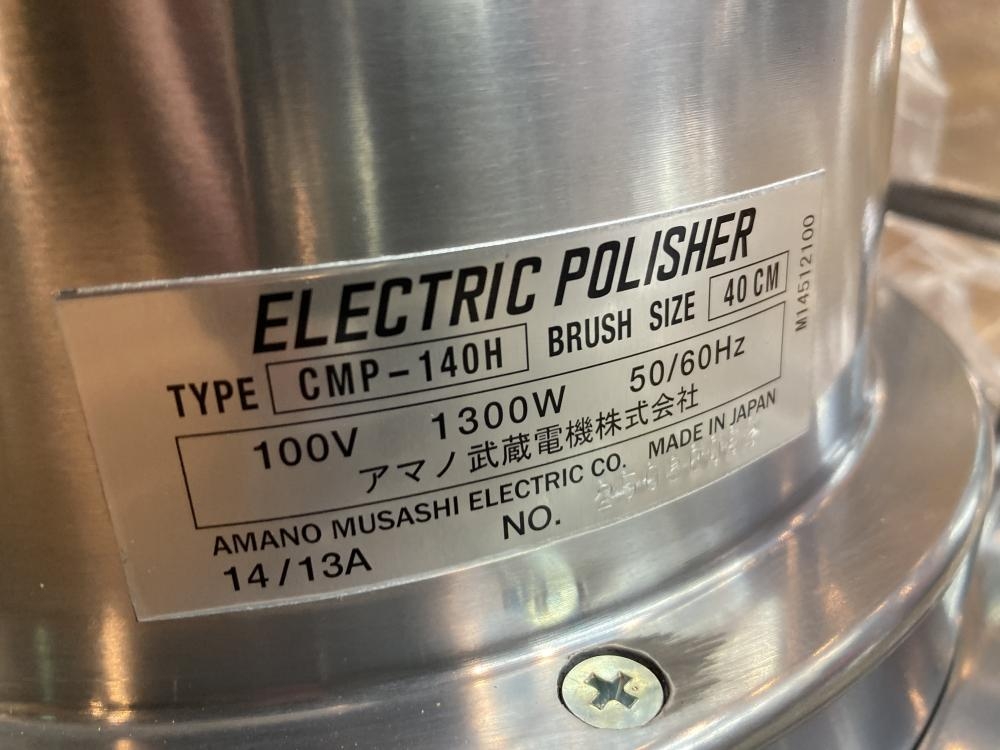 ELECTRIC POLISHER
TYPE CMP-140H BRUSH SIZE 40CM
100V 1300W 50/60Hz
アマノ武蔵電機株式会社
AMANO MUSASHI ELECTRIC CO. MADE IN JAPAN
14/13A NO.
M14512100